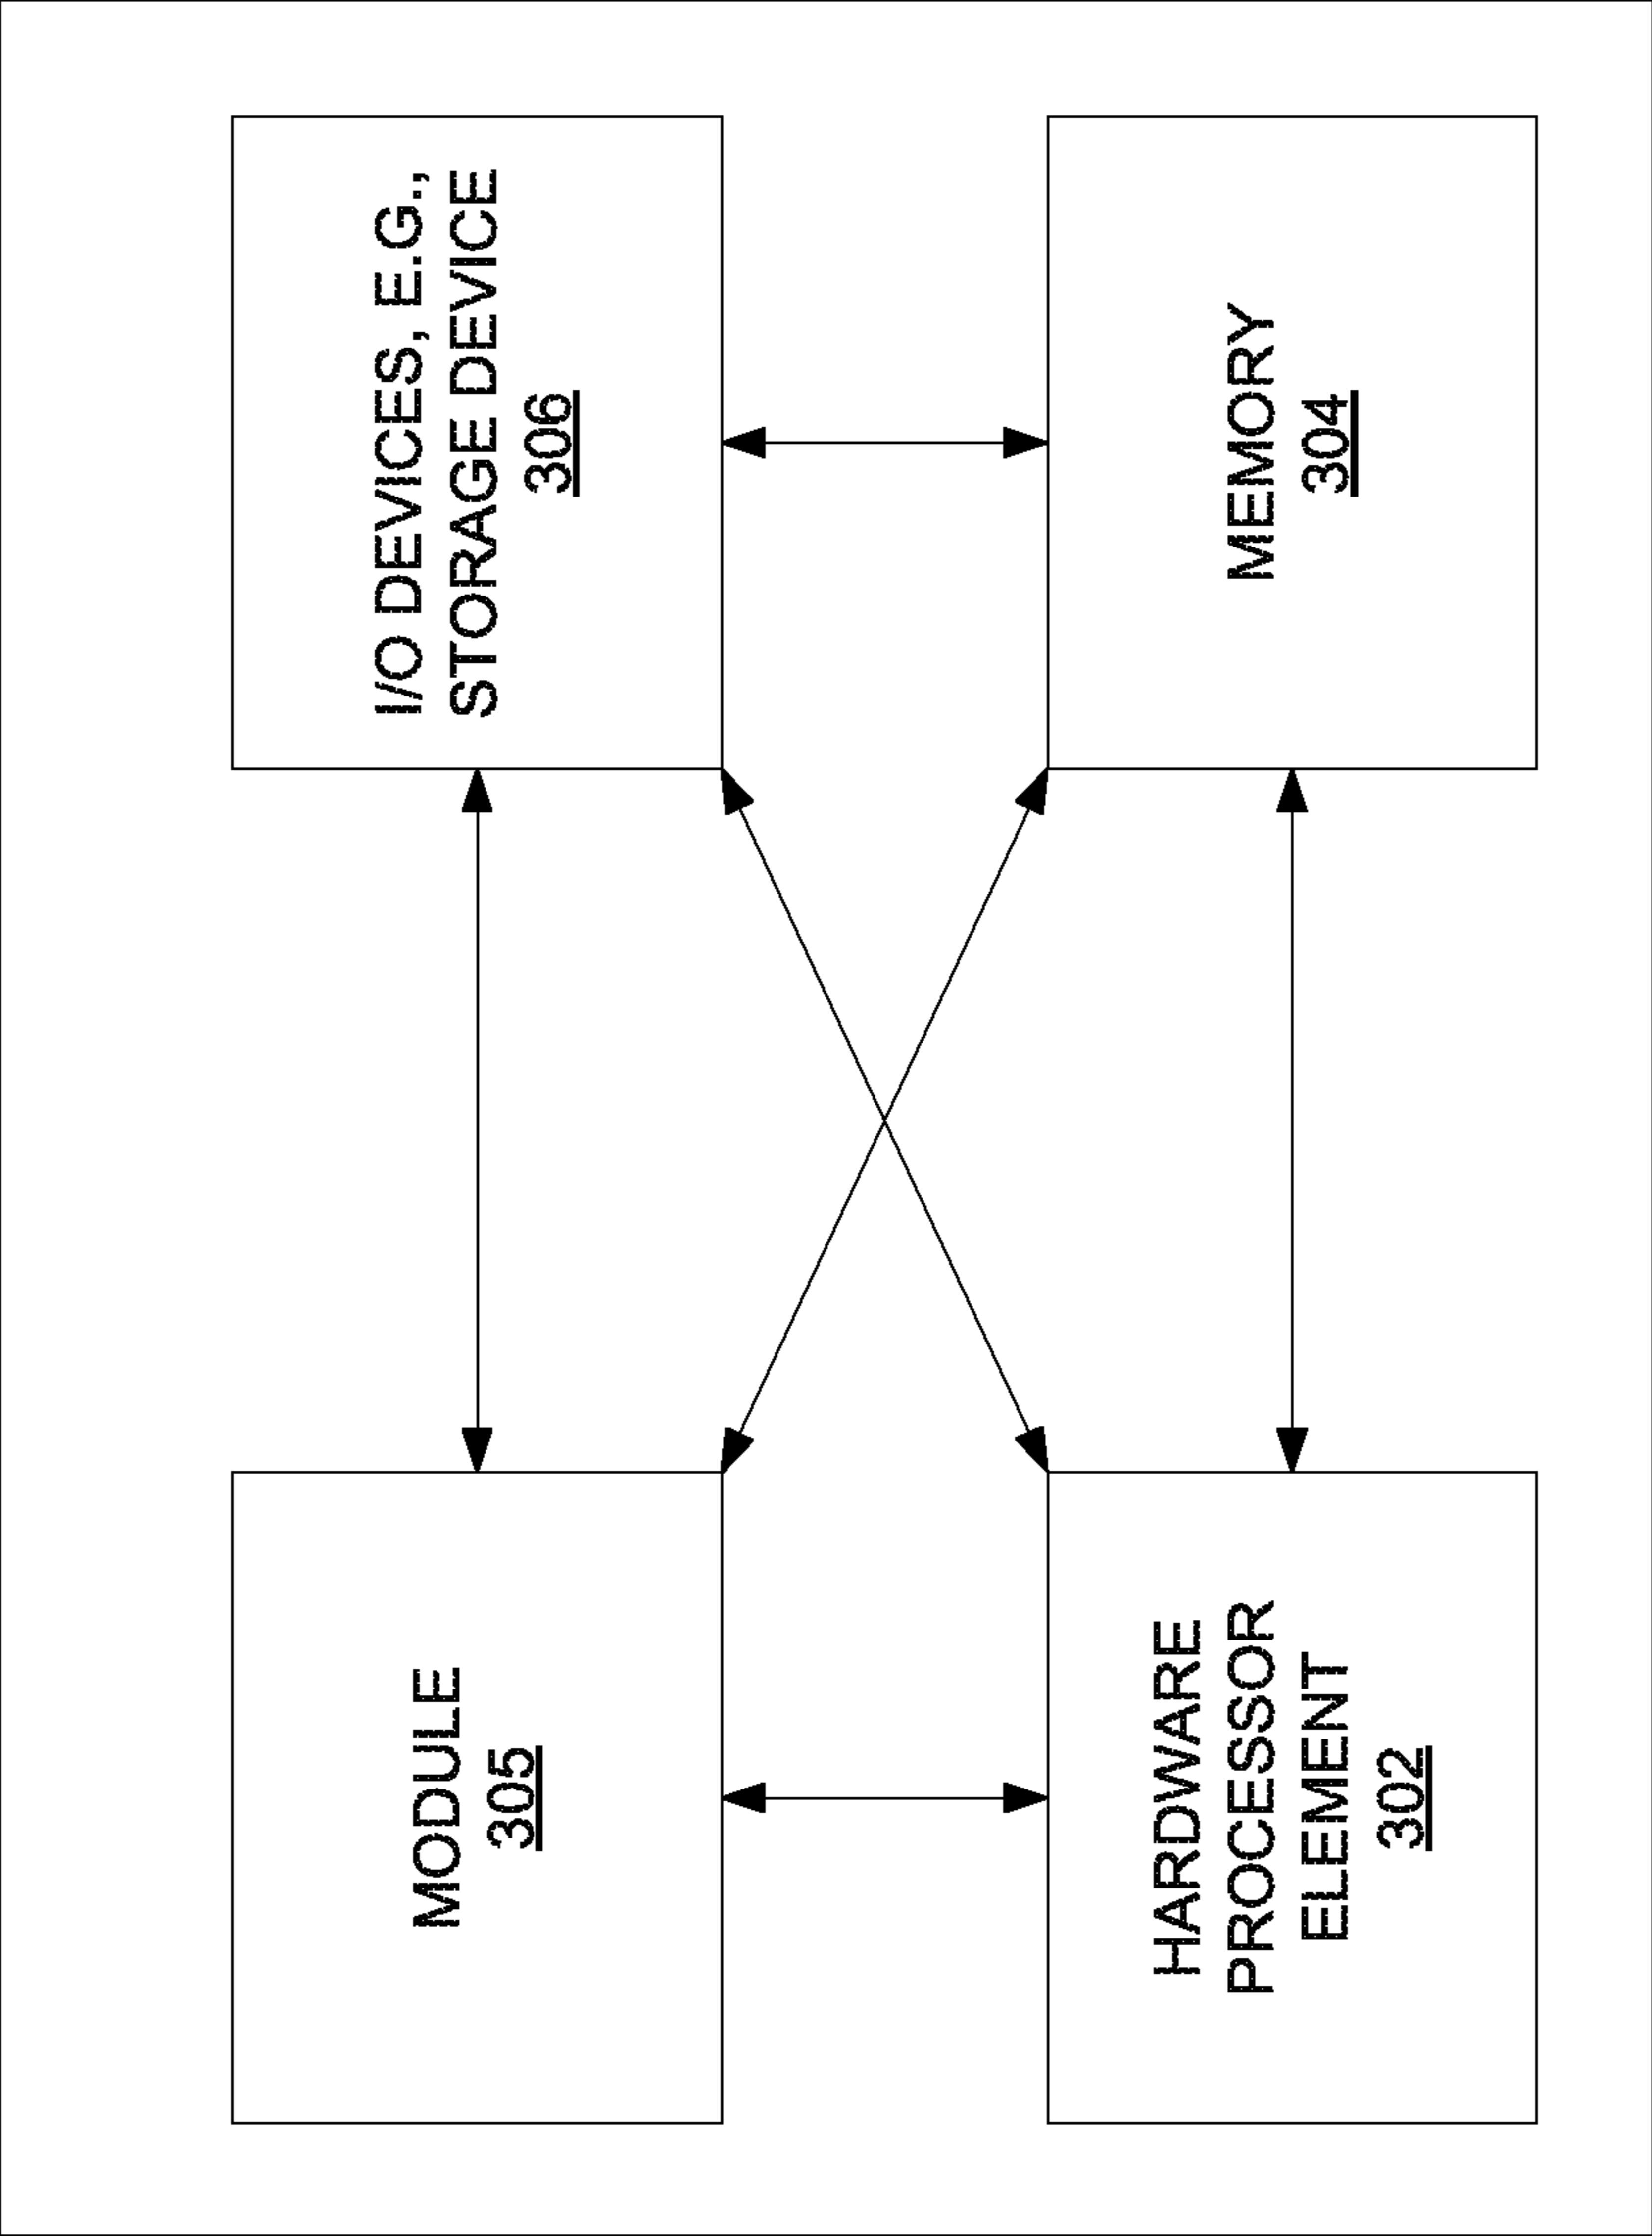 MODULE
305
I/O DEVICES, E.G.,
STORAGE DEVICE
306
HARDWARE
PROCESSOR
ELEMENT
302
MEMORY
304